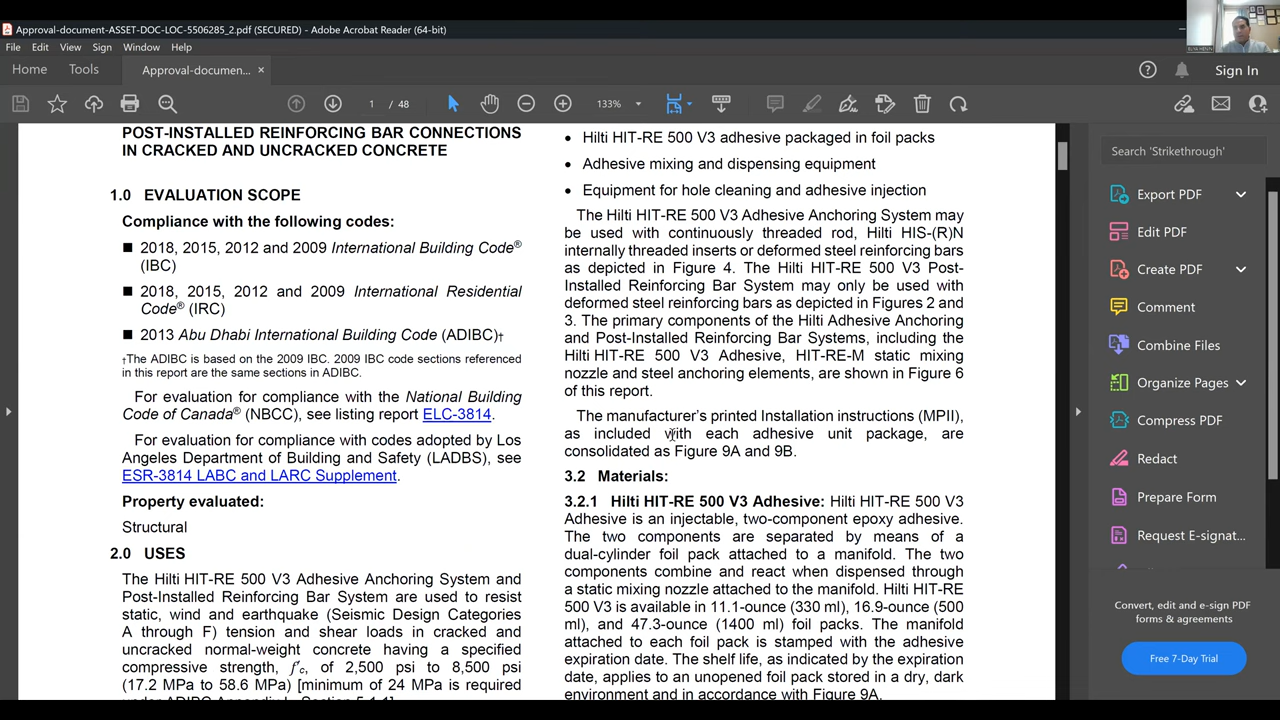 Approval-document-ASSET-DOC-LOC-5506285_2.pdf (SECURED) - Adobe Acrobat Reader (64-bit)
File Edit View Sign Window Help
Home Tools Approval-documen... × Sign In
1 / 48 133%
POST-INSTALLED REINFORCING BAR CONNECTIONS
IN CRACKED AND UNCRACKED CONCRETE
1.0 EVALUATION SCOPE
Compliance with the following codes:
■ 2018, 2015, 2012 and 2009 International Building Code®
(IBC)
■ 2018, 2015, 2012 and 2009 International Residential
Code® (IRC)
■ 2013 Abu Dhabi International Building Code (ADIBC)†
†The ADIBC is based on the 2009 IBC. 2009 IBC code sections referenced
in this report are the same sections in ADIBC.
For evaluation for compliance with the National Building
Code of Canada® (NBCC), see listing report ELC-3814.
For evaluation for compliance with codes adopted by Los
Angeles Department of Building and Safety (LADBS), see
ESR-3814 LABC and LARC Supplement.
Property evaluated:
Structural
2.0 USES
The Hilti HIT-RE 500 V3 Adhesive Anchoring System and
Post-Installed Reinforcing Bar System are used to resist
static, wind and earthquake (Seismic Design Categories
A through F) tension and shear loads in cracked and
uncracked normal-weight concrete having a specified
compressive strength, f′c, of 2,500 psi to 8,500 psi
(17.2 MPa to 58.6 MPa) [minimum of 24 MPa is required
• Hilti HIT-RE 500 V3 adhesive packaged in foil packs
• Adhesive mixing and dispensing equipment
• Equipment for hole cleaning and adhesive injection
The Hilti HIT-RE 500 V3 Adhesive Anchoring System may
be used with continuously threaded rod, Hilti HIS-(R)N
internally threaded inserts or deformed steel reinforcing bars
as depicted in Figure 4. The Hilti HIT-RE 500 V3 Post-
Installed Reinforcing Bar System may only be used with
deformed steel reinforcing bars as depicted in Figures 2 and
3. The primary components of the Hilti Adhesive Anchoring
and Post-Installed Reinforcing Bar Systems, including the
Hilti HIT-RE 500 V3 Adhesive, HIT-RE-M static mixing
nozzle and steel anchoring elements, are shown in Figure 6
of this report.
The manufacturer's printed Installation instructions (MPII),
as included with each adhesive unit package, are
consolidated as Figure 9A and 9B.
3.2 Materials:
3.2.1 Hilti HIT-RE 500 V3 Adhesive: Hilti HIT-RE 500 V3
Adhesive is an injectable, two-component epoxy adhesive.
The two components are separated by means of a
dual-cylinder foil pack attached to a manifold. The two
components combine and react when dispensed through
a static mixing nozzle attached to the manifold. Hilti HIT-RE
500 V3 is available in 11.1-ounce (330 ml), 16.9-ounce (500
ml), and 47.3-ounce (1400 ml) foil packs. The manifold
attached to each foil pack is stamped with the adhesive
expiration date. The shelf life, as indicated by the expiration
date, applies to an unopened foil pack stored in a dry, dark
environment and in accordance with Figure 9A.
Search 'Strikethrough'
Export PDF
Edit PDF
Create PDF
Comment
Combine Files
Organize Pages
Compress PDF
Redact
Prepare Form
Request E-signat...
Convert, edit and e-sign PDF
forms & agreements
Free 7-Day Trial